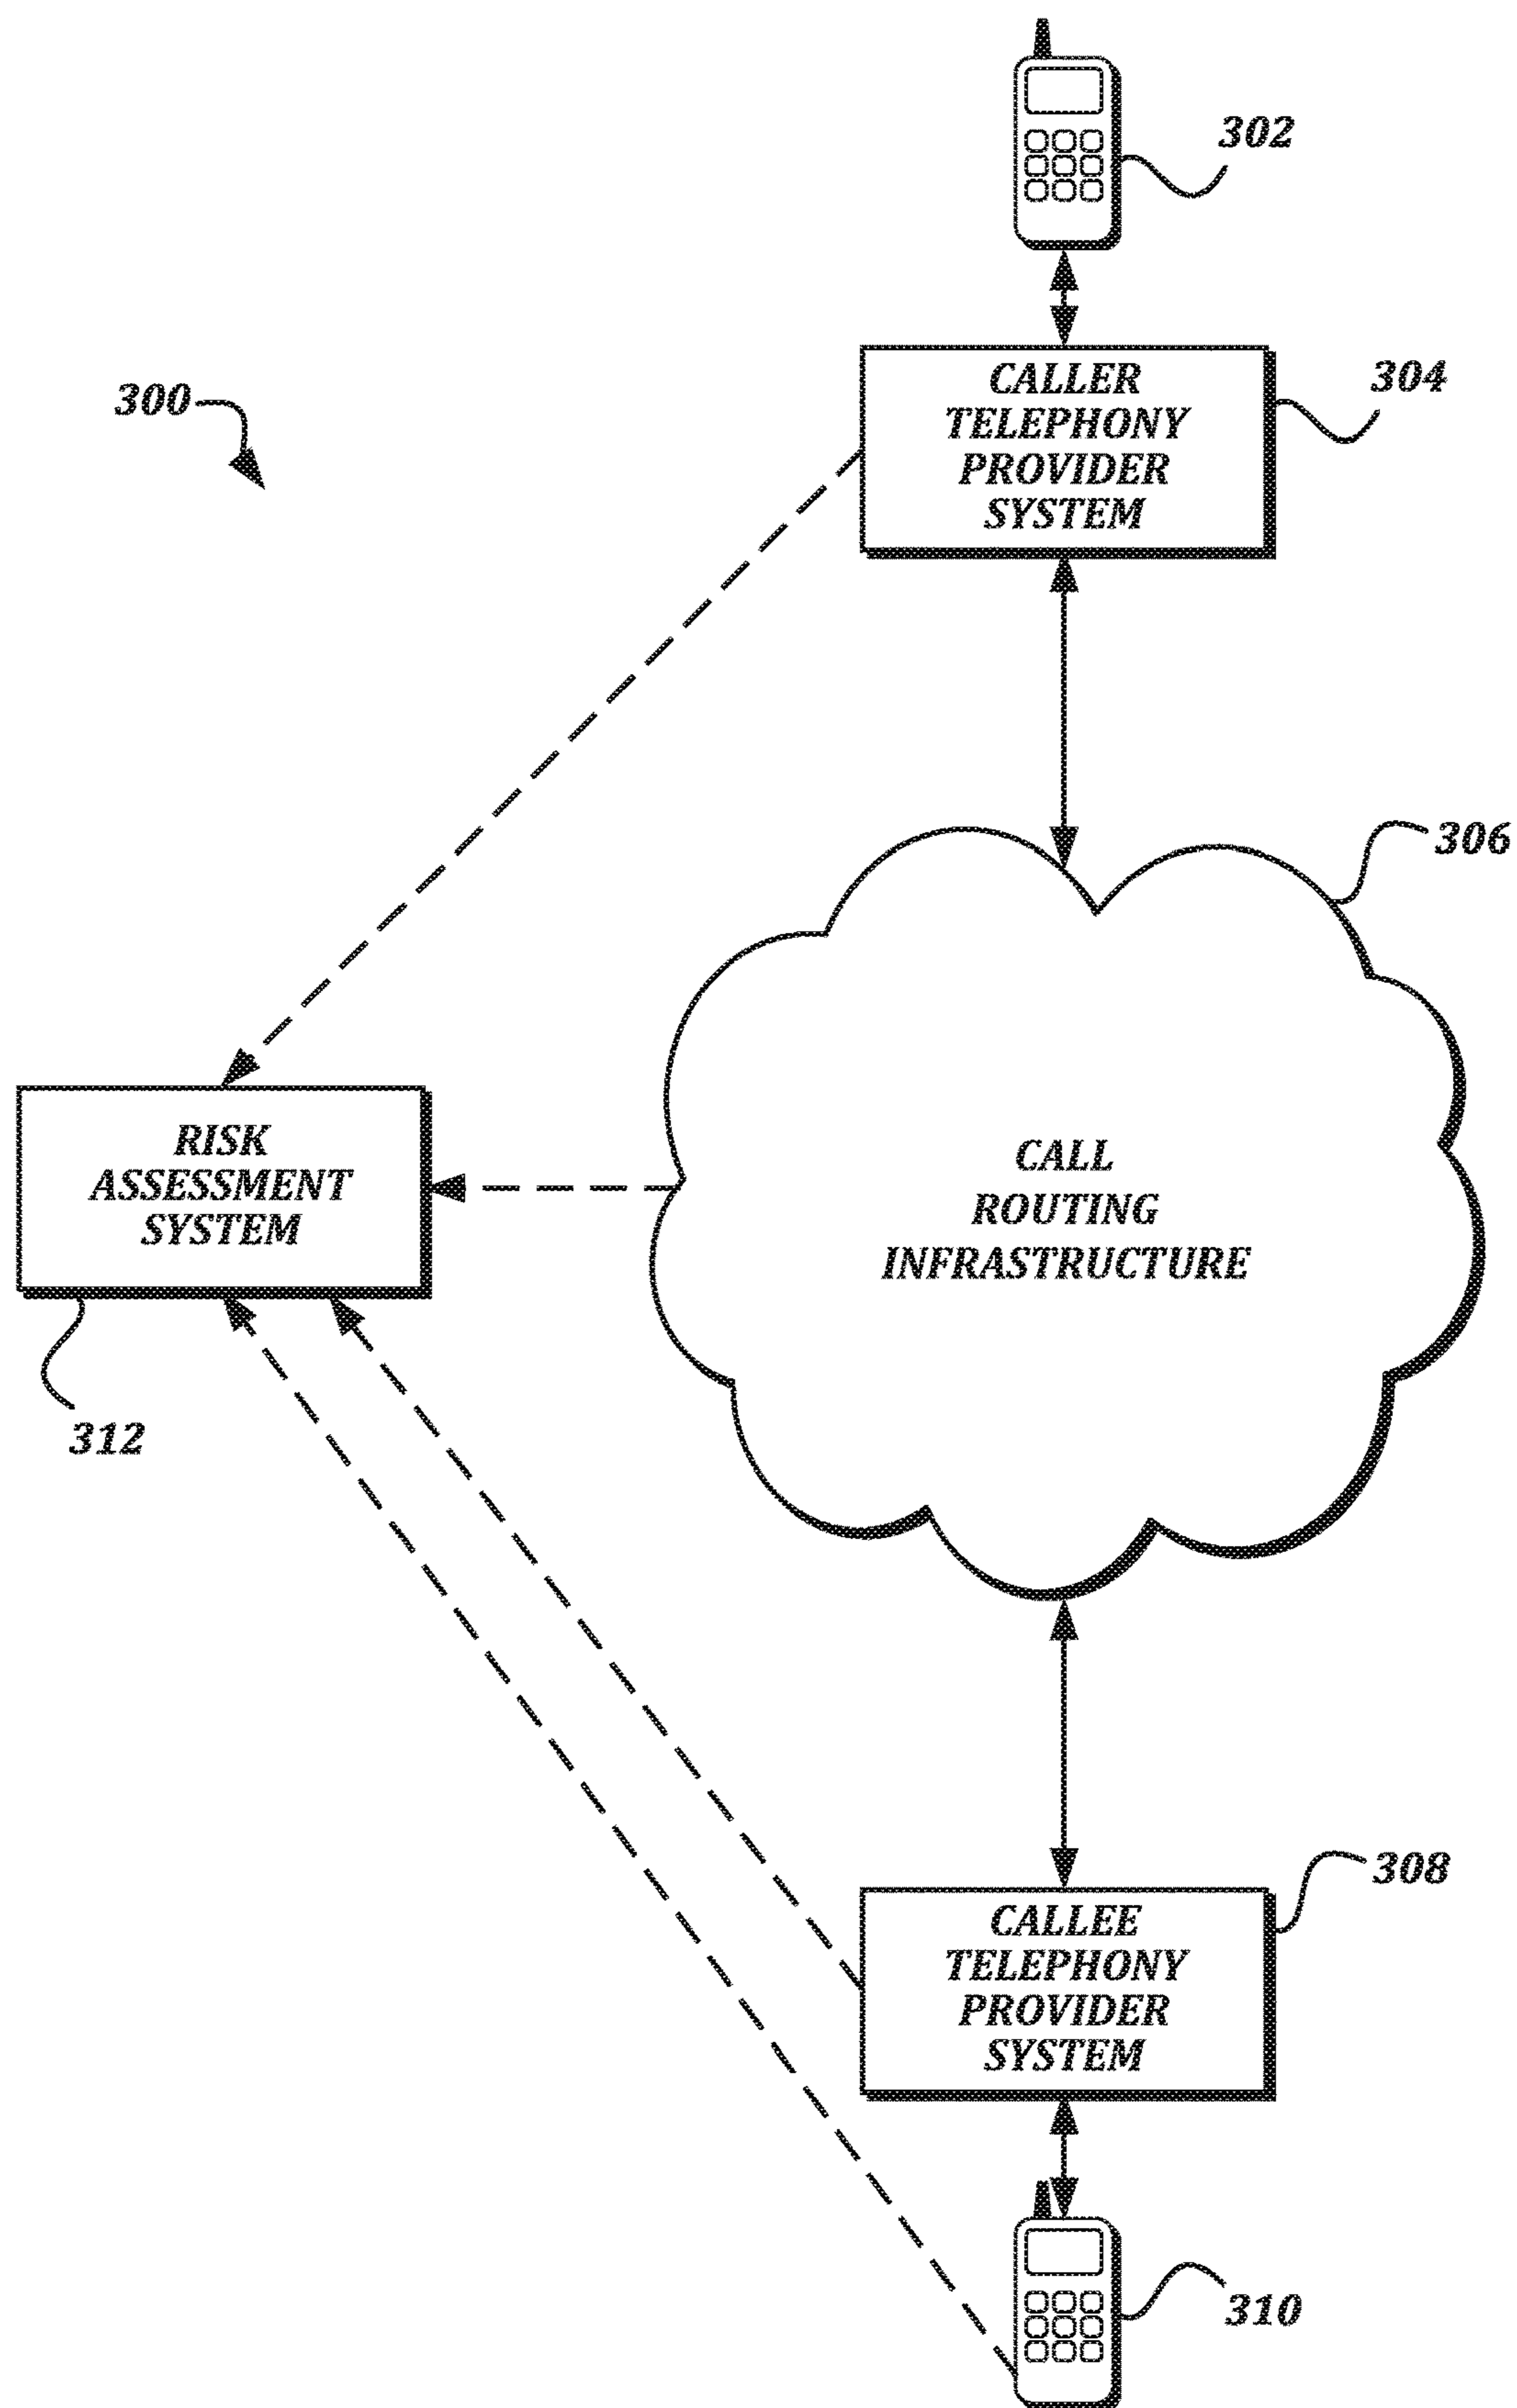 302
300
CALLER
TELEPHONY
PROVIDER
SYSTEM
304
306
RISK
ASSESSMENT
SYSTEM
CALL
ROUTING
INFRASTRUCTURE
312
308
CALLEE
TELEPHONY
PROVIDER
SYSTEM
310